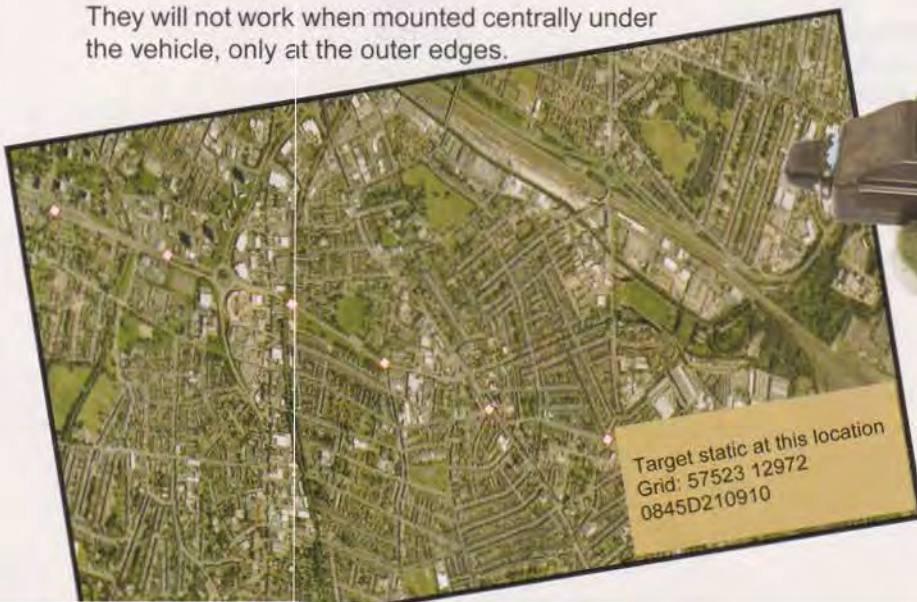 They will not work when mounted centrally under
the vehicle, only at the outer edges.
Target static at this location
Grid: 57523 12972
0845D210910